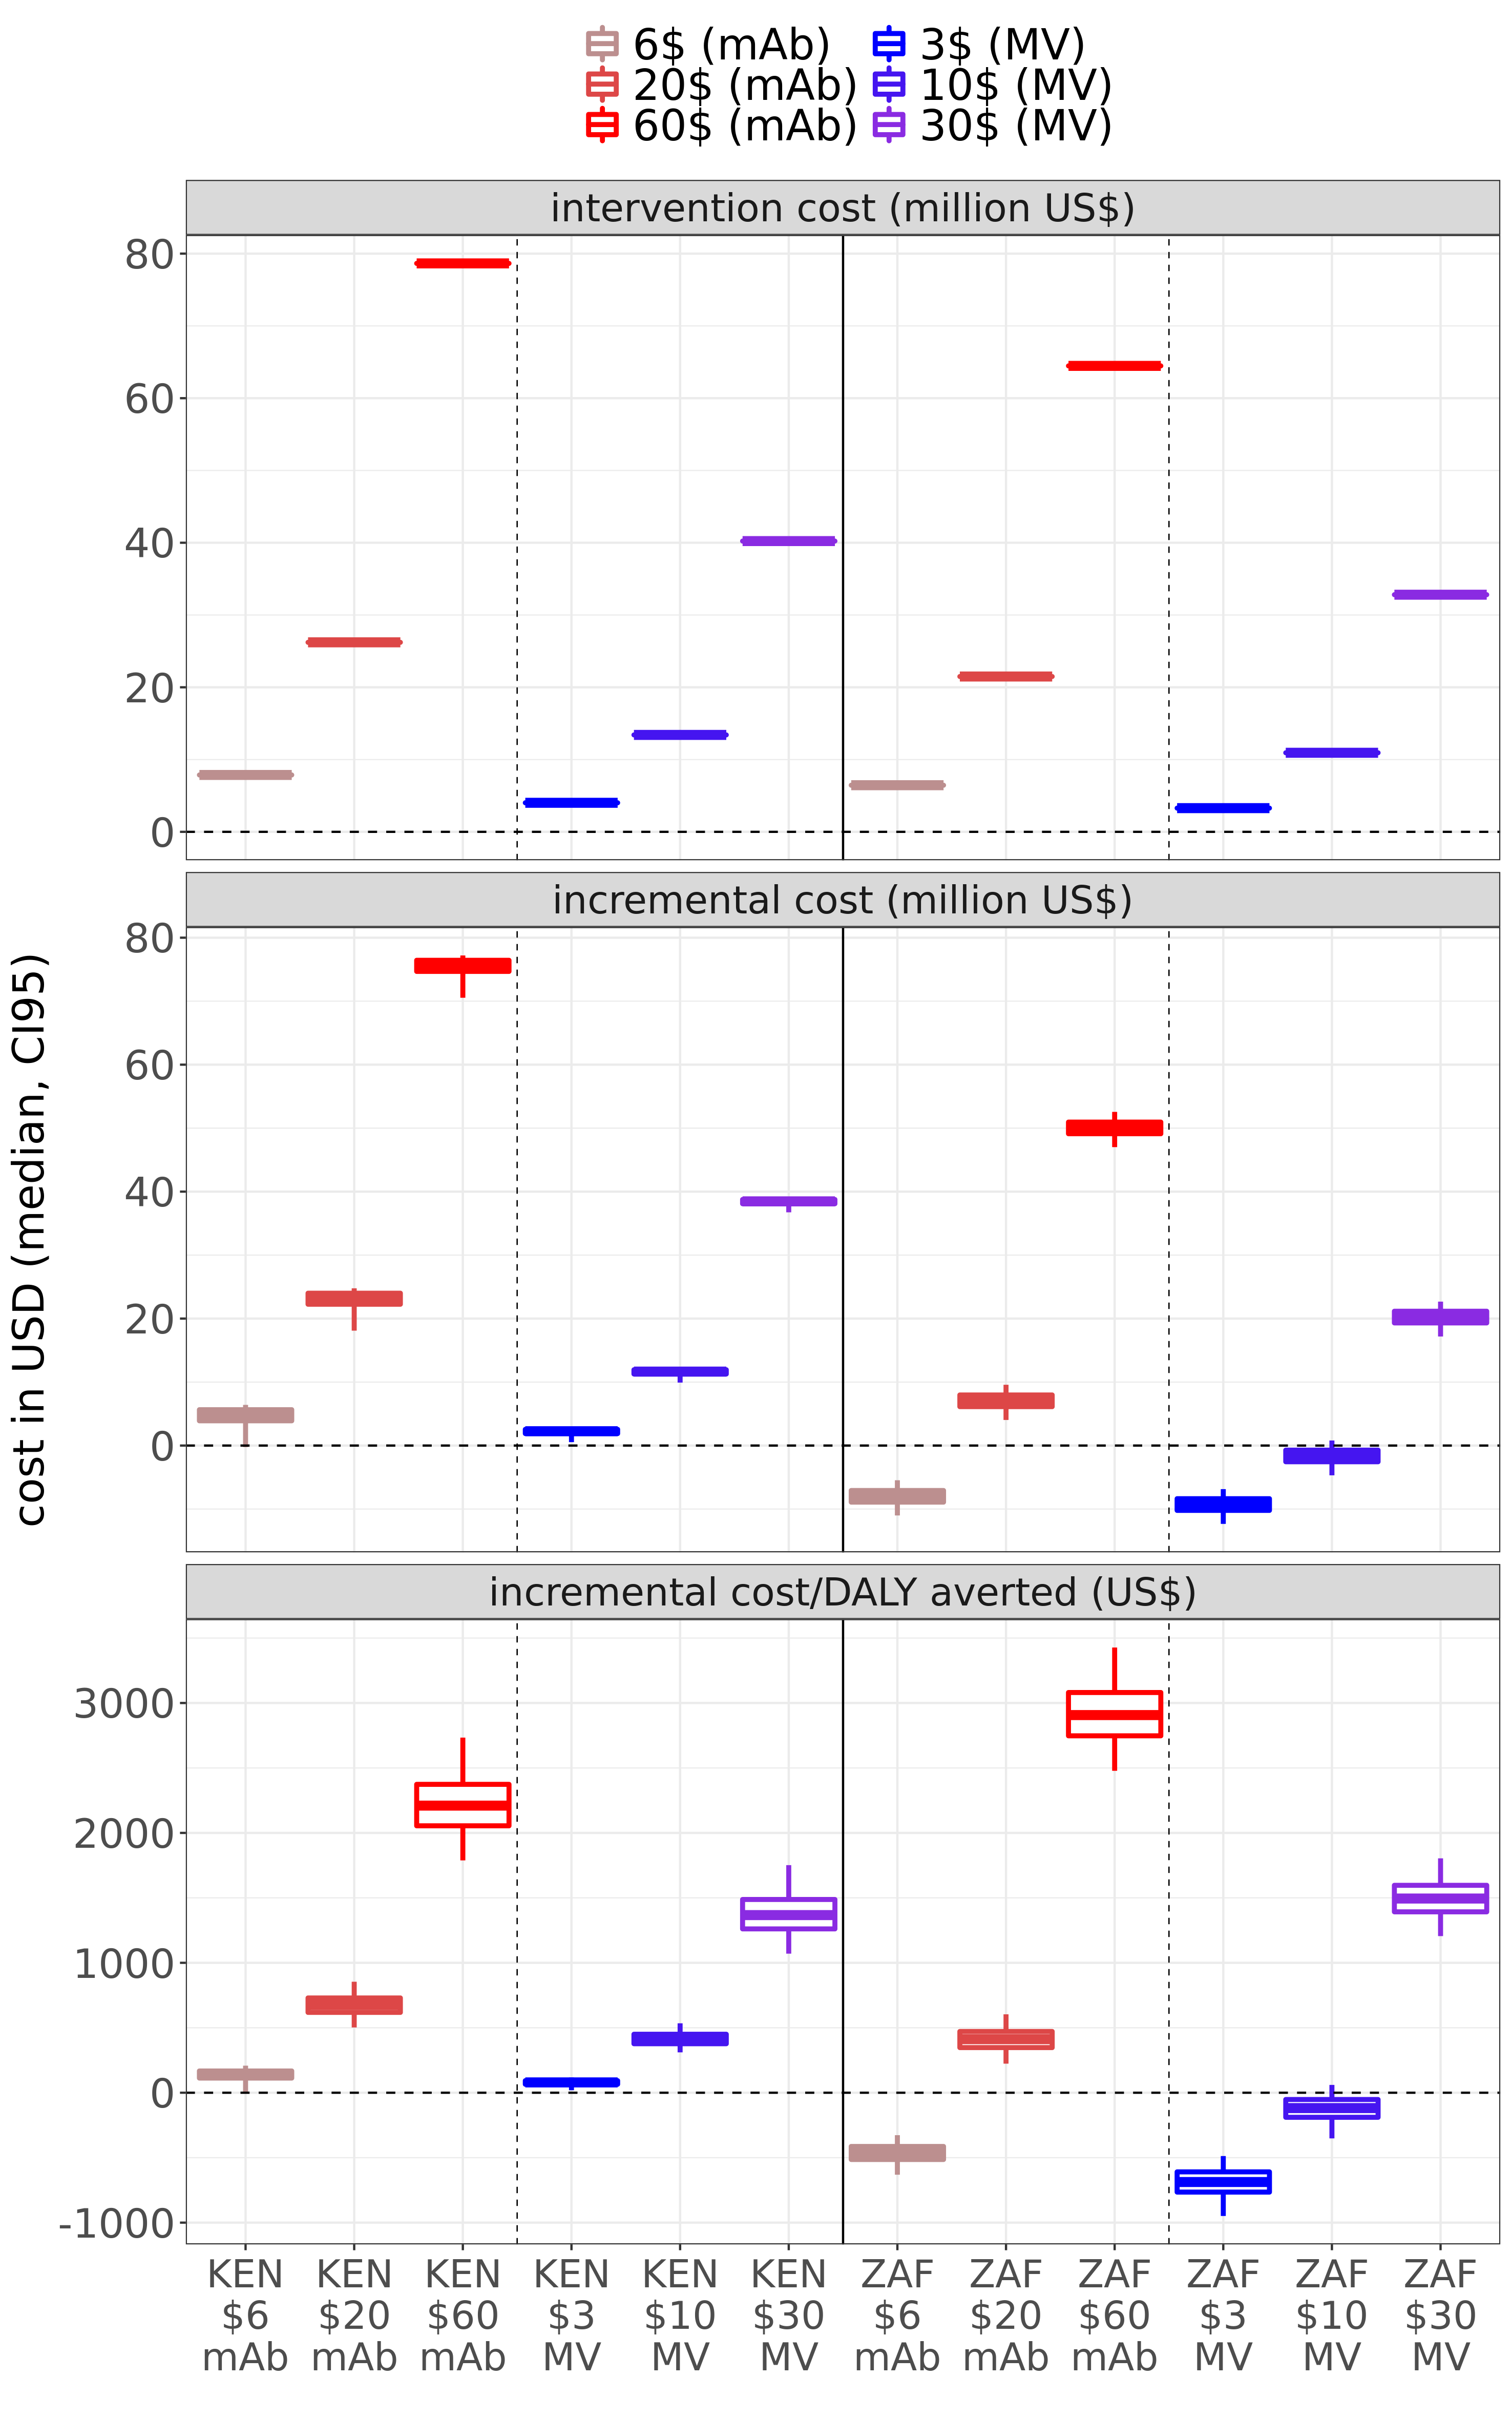 6$ (mAb) 3$ (MV)
20$ (mAb) 10$ (MV)
60$ (mAb) 30$ (MV)
intervention cost (million US$)
80
60
40
20
0
incremental cost (million US$)
80
60
40
20
0
incremental cost/DALY averted (US$)
3000
2000
1000
0
-1000
cost in USD (median, CI95)
KEN KEN KEN KEN KEN KEN ZAF ZAF ZAF ZAF ZAF ZAF
$6 $20 $60 $3 $10 $30 $6 $20 $60 $3 $10 $30
mAb mAb mAb MV MV MV mAb mAb mAb MV MV MV